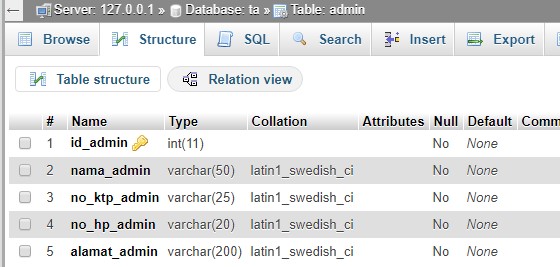 ← Server: 127.0.0.1 » Database: ta » Table: admin
Browse Structure SQL Search Insert Export
Table structure Relation view
# Name Type Collation Attributes Null Default Comm
1 id_admin int(11) No None
2 nama_admin varchar(50) latin1_swedish_ci No None
3 no_ktp_admin varchar(25) latin1_swedish_ci No None
4 no_hp_admin varchar(20) latin1_swedish_ci No None
5 alamat_admin varchar(200) latin1_swedish_ci No None